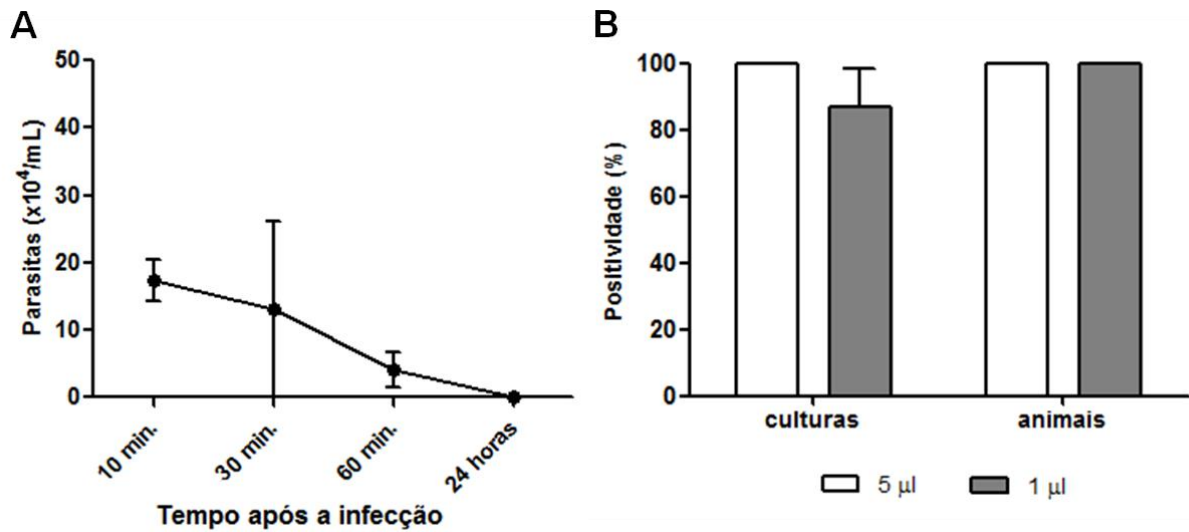 A
Parasitas (x10⁴/mL)
50
40
30
20
10
0
10 min.
30 min.
60 min.
24 horas
Tempo após a infecção
B
Positividade (%)
100
80
60
40
20
0
culturas
animais
5 µl
1 µl